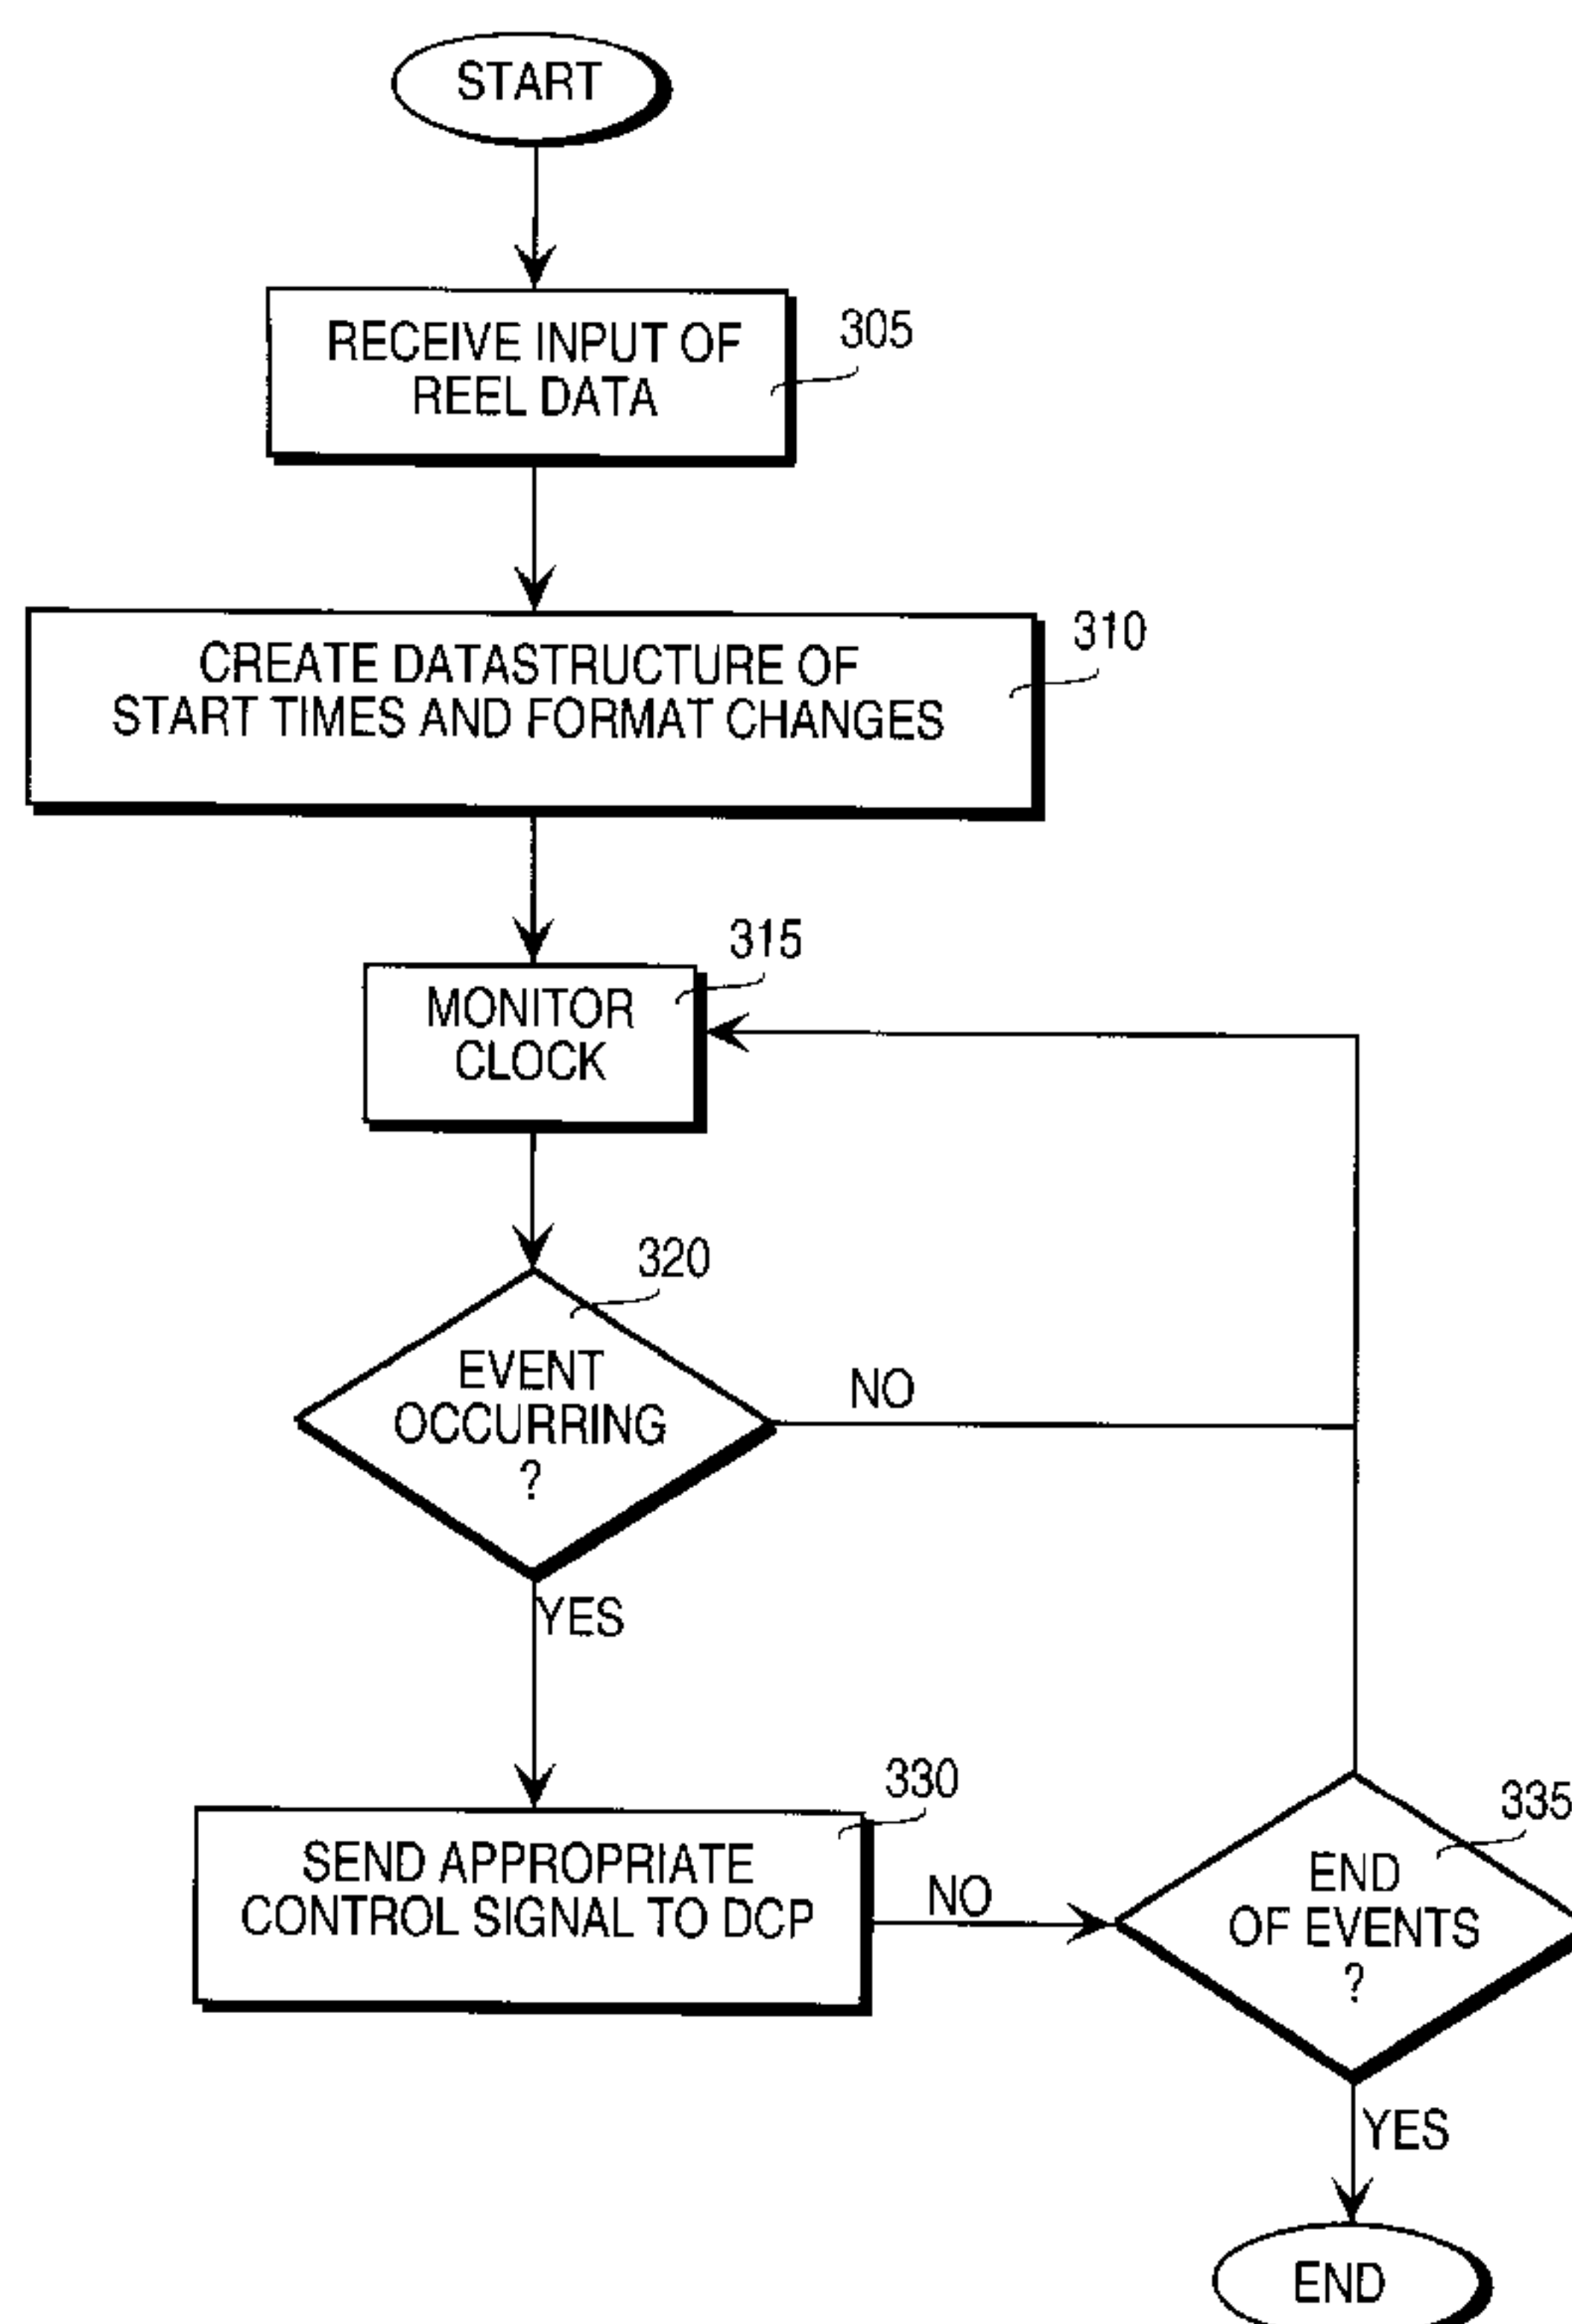 START
RECEIVE INPUT OF
REEL DATA
305
CREATE DATASTRUCTURE OF
START TIMES AND FORMAT CHANGES
310
MONITOR
CLOCK
315
EVENT
OCCURRING
?
320
NO
YES
SEND APPROPRIATE
CONTROL SIGNAL TO DCP
330
NO
END
OF EVENTS
?
335
YES
END